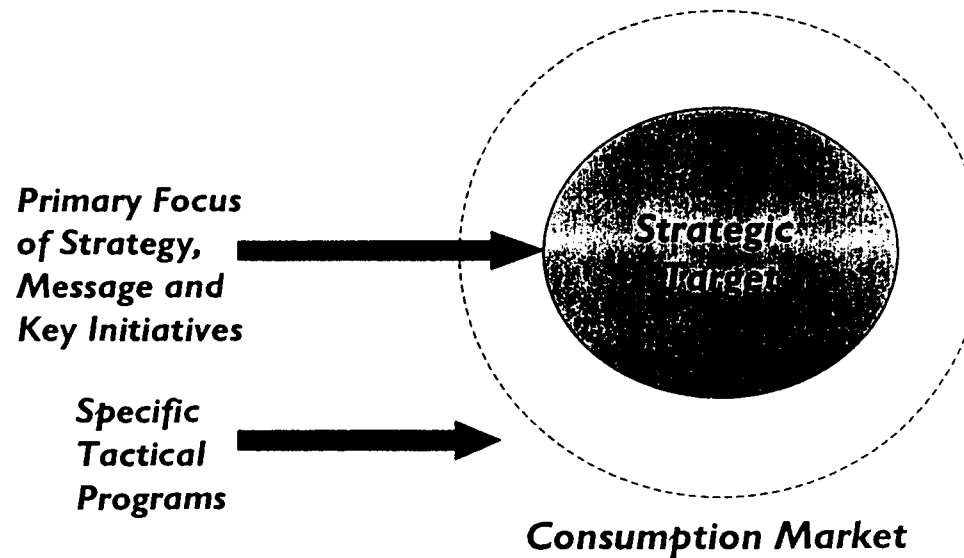 Primary Focus
of Strategy,
Message and
Key Initiatives
Strategic
Target
Specific
Tactical
Programs
Consumption Market